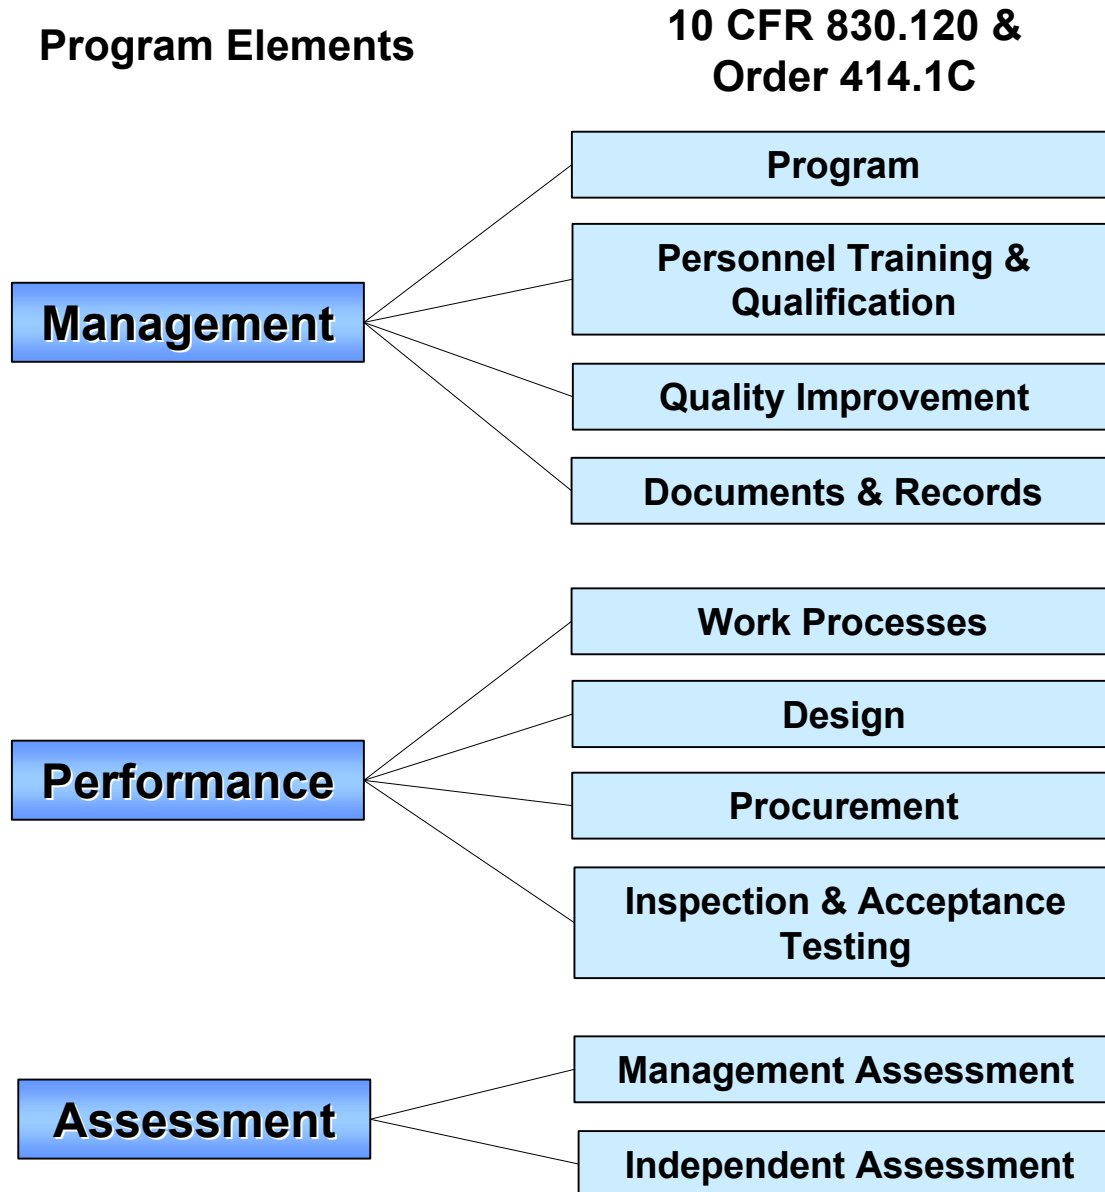 Program Elements
10 CFR 830.120 &
Order 414.1C
Management
Program
Personnel Training &
Qualification
Quality Improvement
Documents & Records
Performance
Work Processes
Design
Procurement
Inspection & Acceptance
Testing
Assessment
Management Assessment
Independent Assessment